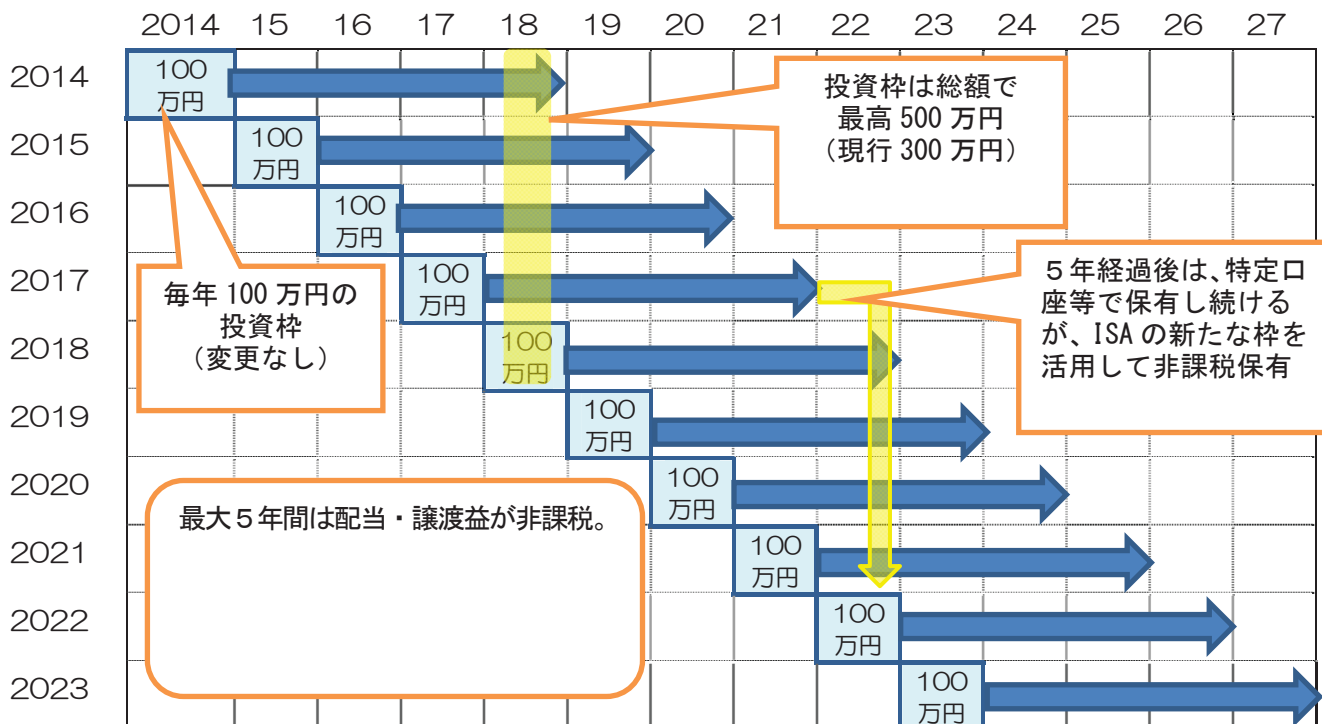 2014 15 16 17 18 19 20 21 22 23 24 25 26 27
2014
100
万円
投資枠は総額で
最高 500 万円
（現行 300 万円）
2015
100
万円
2016
100
万円
2017
100
万円
毎年 100 万円の
投資枠
（変更なし）
５年経過後は、特定口
座等で保有し続ける
が、ISA の新たな枠を
活用して非課税保有
2018
100
万円
2019
100
万円
2020
100
万円
最大５年間は配当・譲渡益が非課税。
2021
100
万円
2022
100
万円
2023
100
万円